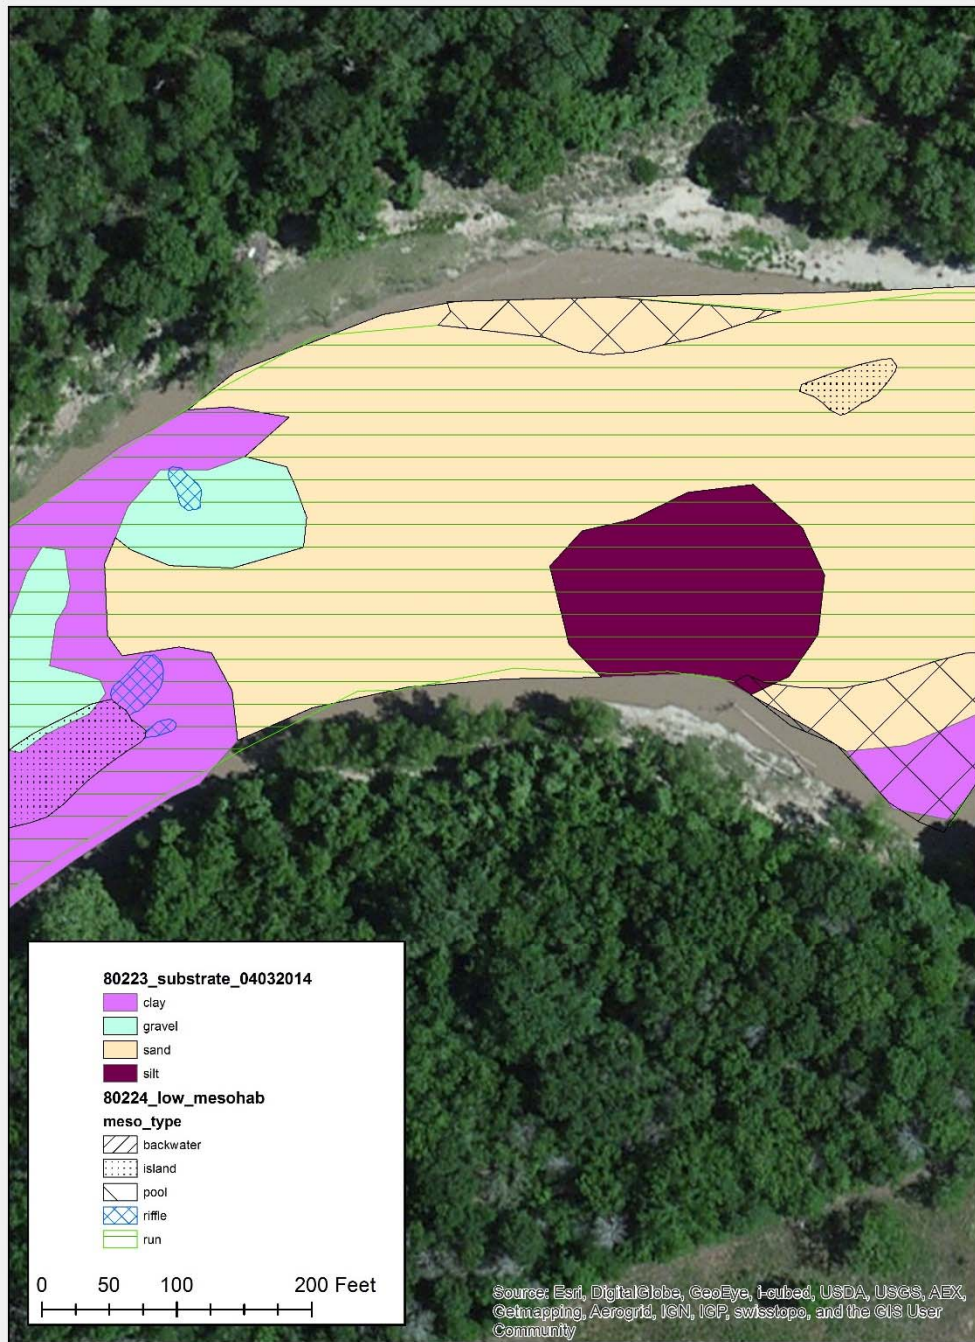 80223_substrate_04032014
clay
gravel
sand
silt
80224_low_mesohab
meso_type
backwater
island
pool
riffle
run
0 50 100 200 Feet
Source: Esri, DigitalGlobe, GeoEye, i-cubed, USDA, USGS, AEX,
Getmapping, Aerogrid, IGN, IGP, swisstopo, and the GIS User
Community